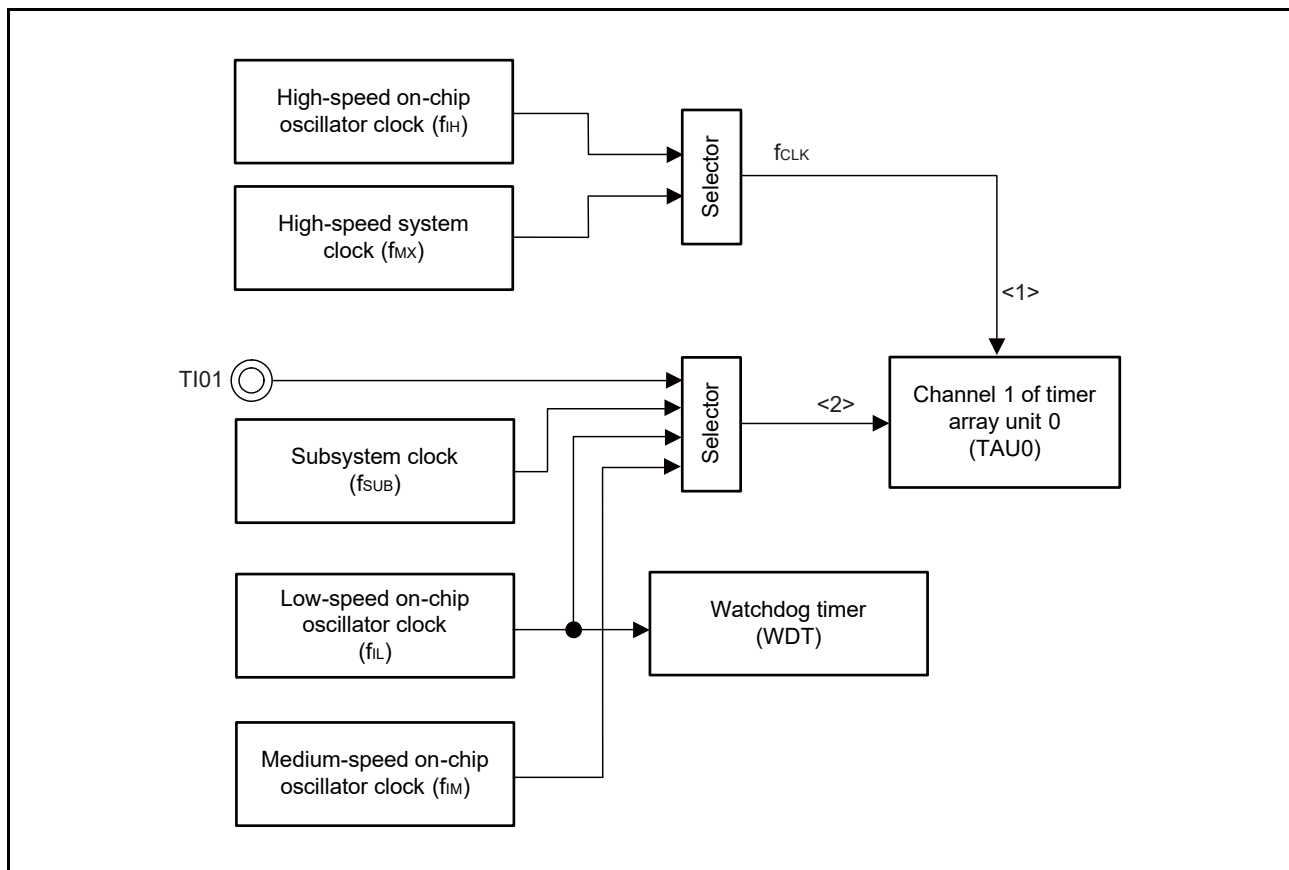 High-speed on-chip
oscillator clock (fIH)
Selector
fCLK
High-speed system
clock (fMX)
<1>
TI01
Selector
<2>
Channel 1 of timer
array unit 0
(TAU0)
Subsystem clock
(fSUB)
Low-speed on-chip
oscillator clock
(fIL)
Watchdog timer
(WDT)
Medium-speed on-chip
oscillator clock (fIM)